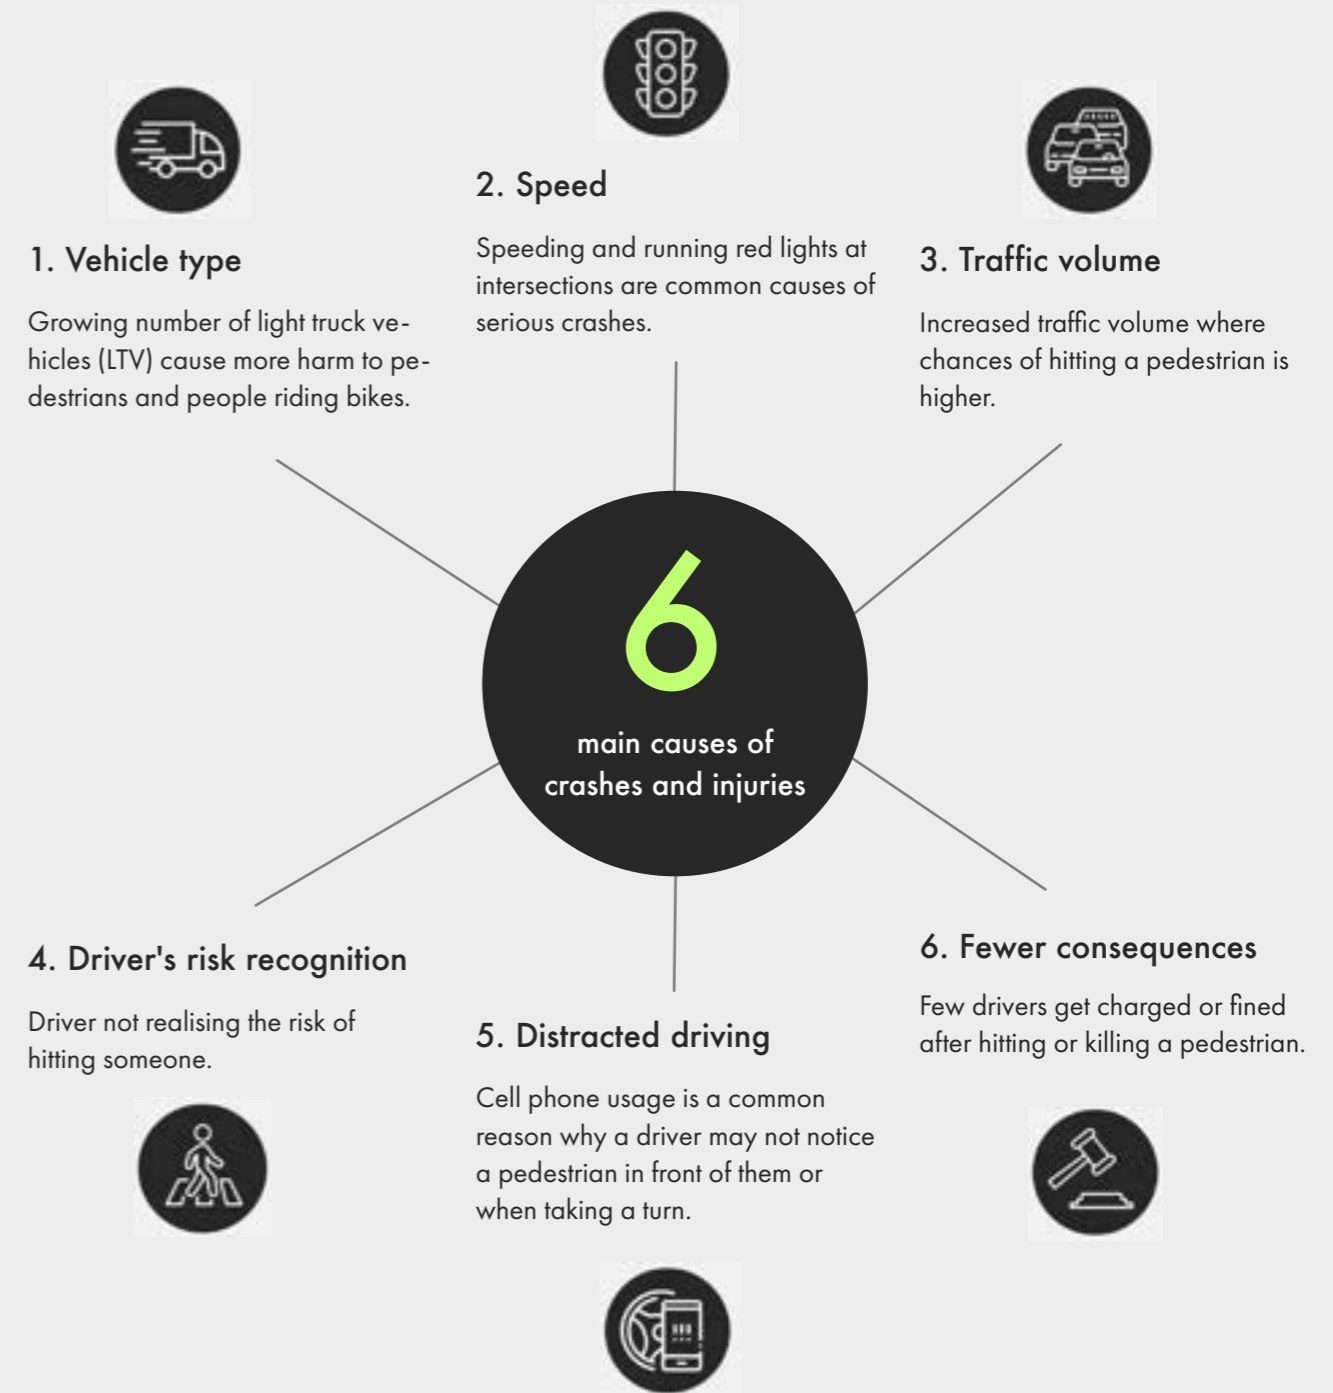 1. Vehicle type
Growing number of light truck ve-
hicles (LTV) cause more harm to pe-
destrians and people riding bikes.
2. Speed
Speeding and running red lights at
intersections are common causes of
serious crashes.
3. Traffic volume
Increased traffic volume where
chances of hitting a pedestrian is
higher.
6
main causes of
crashes and injuries
4. Driver's risk recognition
Driver not realising the risk of
hitting someone.
5. Distracted driving
Cell phone usage is a common
reason why a driver may not notice
a pedestrian in front of them or
when taking a turn.
6. Fewer consequences
Few drivers get charged or fined
after hitting or killing a pedestrian.